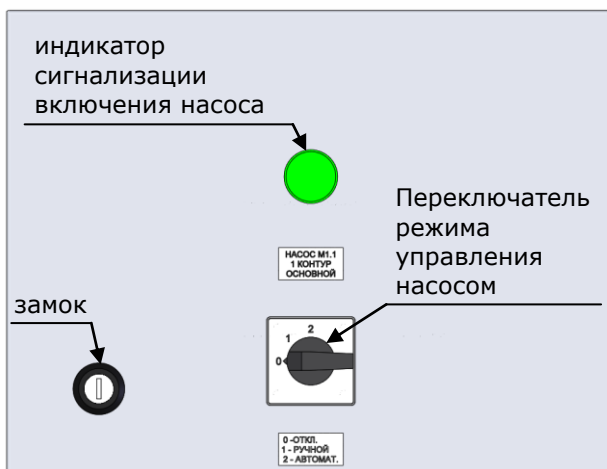 индикатор
сигнализации
включения насоса
Переключатель
режима
управления
насосом
НАСОС М1.1
1 КОНТУР
ОСНОВНОЙ
замок
2
1
0
0 -ОТКЛ.
1 - РУЧНОЙ
2 - АВТОМАТ.